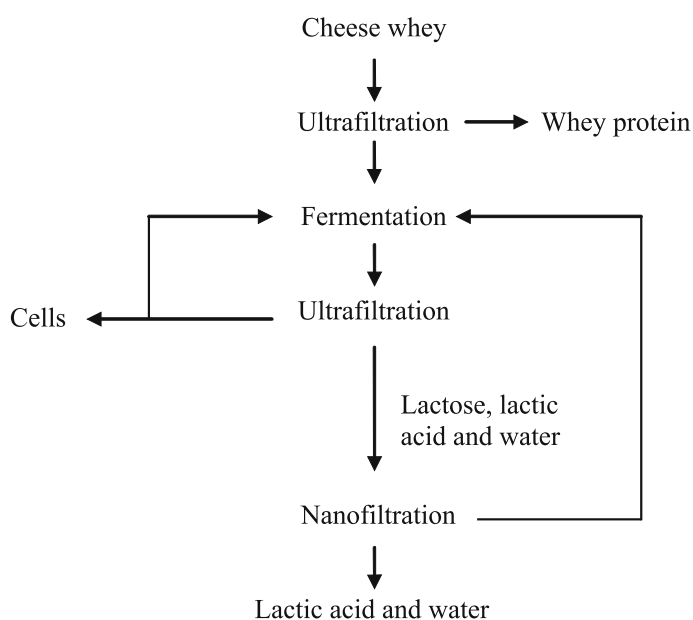 Cheese whey
Ultrafiltration
Whey protein
Fermentation
Ultrafiltration
Cells
Lactose, lactic
acid and water
Nanofiltration
Lactic acid and water